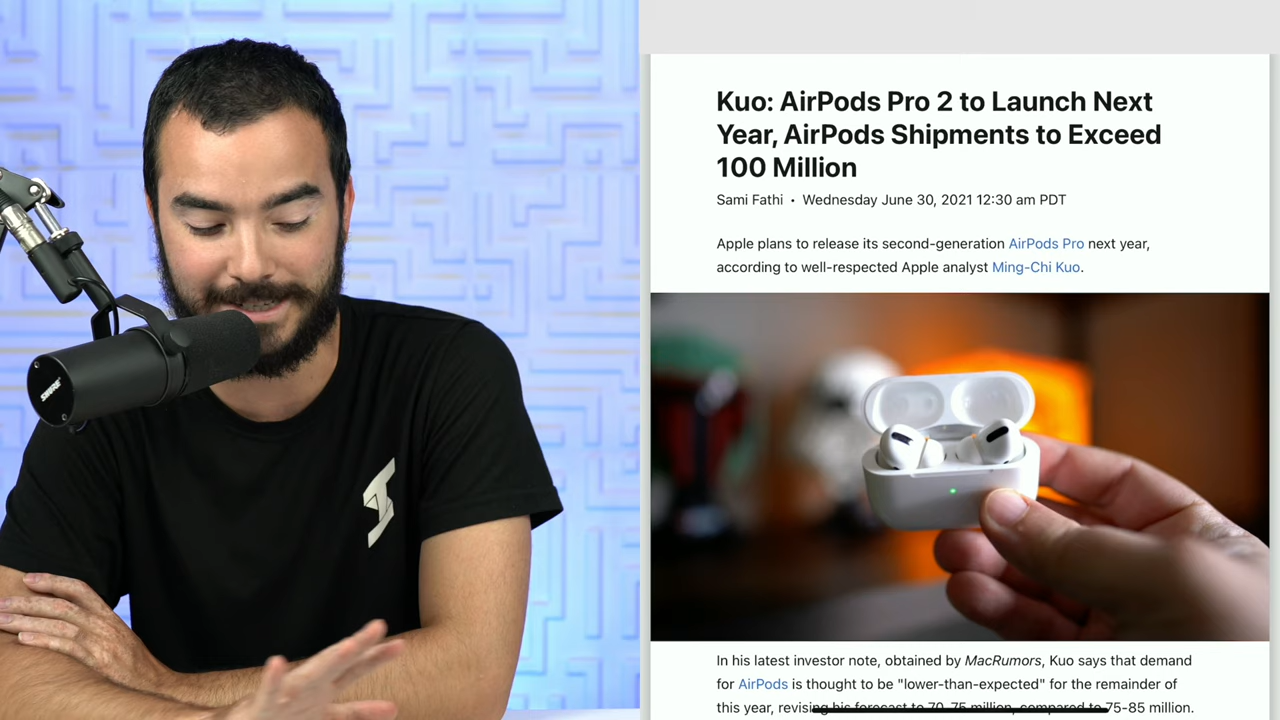 SHURE
Kuo: AirPods Pro 2 to Launch Next
Year, AirPods Shipments to Exceed
100 Million
Sami Fathi • Wednesday June 30, 2021 12:30 am PDT
Apple plans to release its second-generation AirPods Pro next year,
according to well-respected Apple analyst Ming-Chi Kuo.
In his latest investor note, obtained by MacRumors, Kuo says that demand
for AirPods is thought to be "lower-than-expected" for the remainder of
this year, revising his forecast to 70-75 million, compared to 75-85 million.